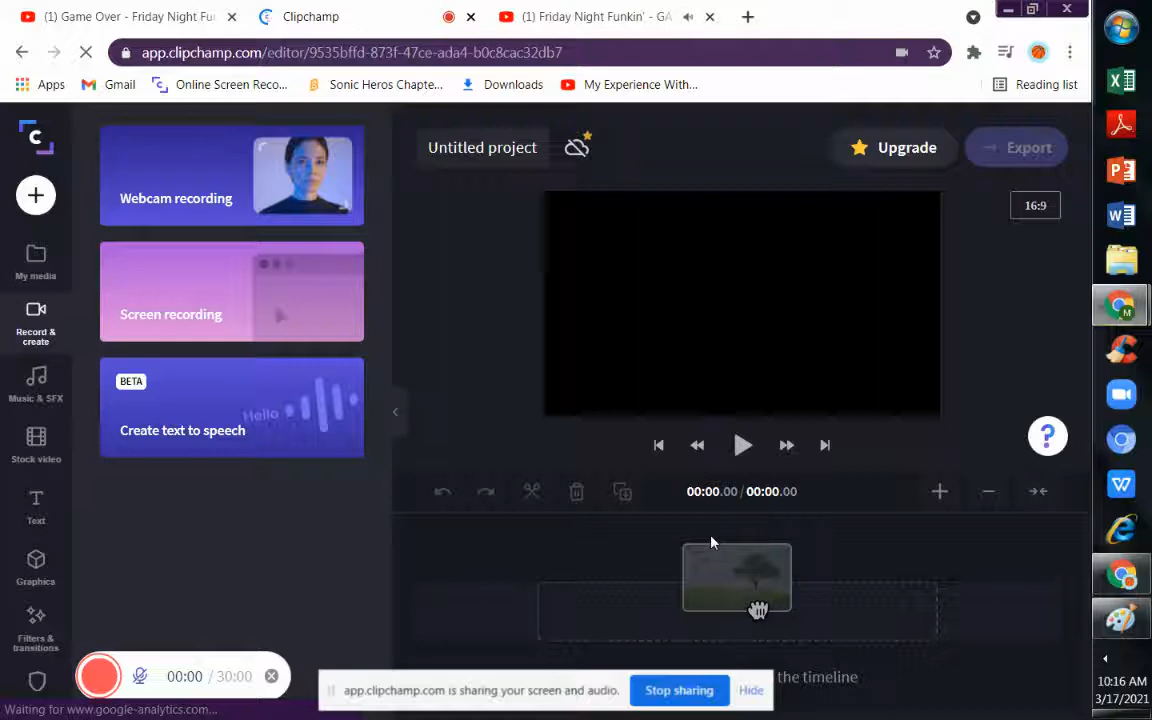 (1) Game Over - Friday Night Fu
Clipchamp
(1) Friday Night Funkin' - GA
app.clipchamp.com/editor/9535bffd-873f-47ce-ada4-b0c8cac32db7
Apps
Gmail
Online Screen Reco...
Sonic Heros Chapte...
Downloads
My Experience With...
Reading list
My media
Record &
create
Music & SFX
Stock video
Text
Graphics
Filters &
transitions
Webcam recording
Screen recording
BETA
Hello
Create text to speech
Untitled project
Upgrade
Export
16:9
00:00.00 / 00:00.00
the timeline
00:00 / 30:00
app.clipchamp.com is sharing your screen and audio.
Stop sharing
Hide
Waiting for www.google-analytics.com...
10:16 AM
3/17/2021